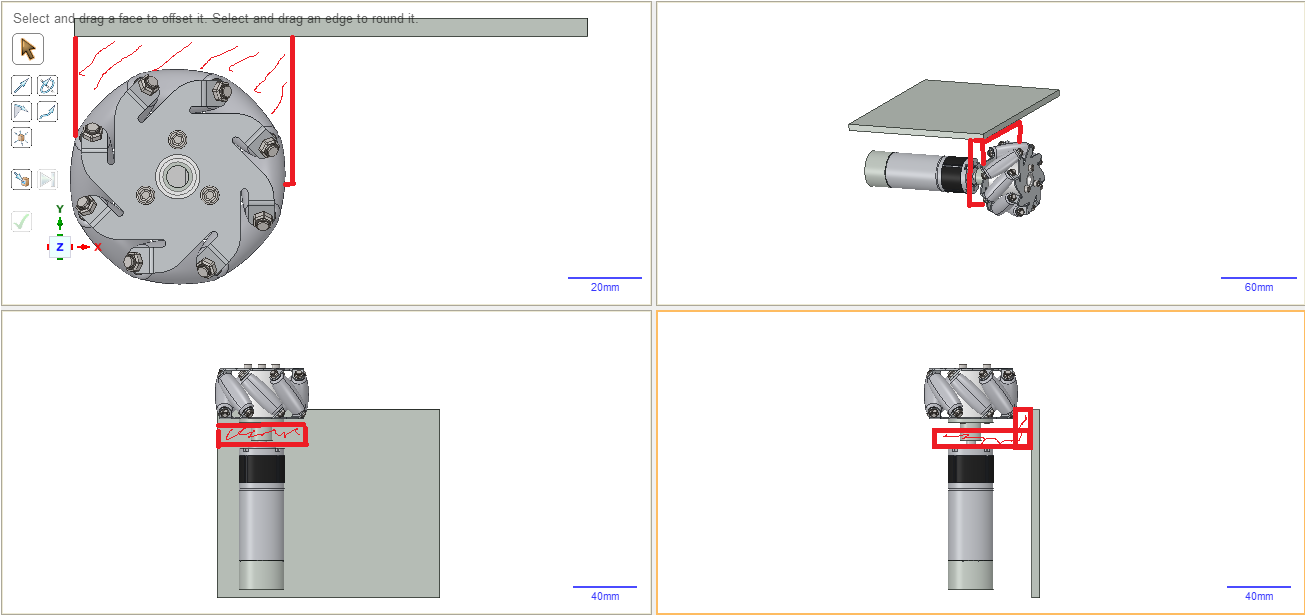 Select and drag a face to offset it. Select and drag an edge to round it.
Y
Z X
20mm
60mm
40mm
40mm